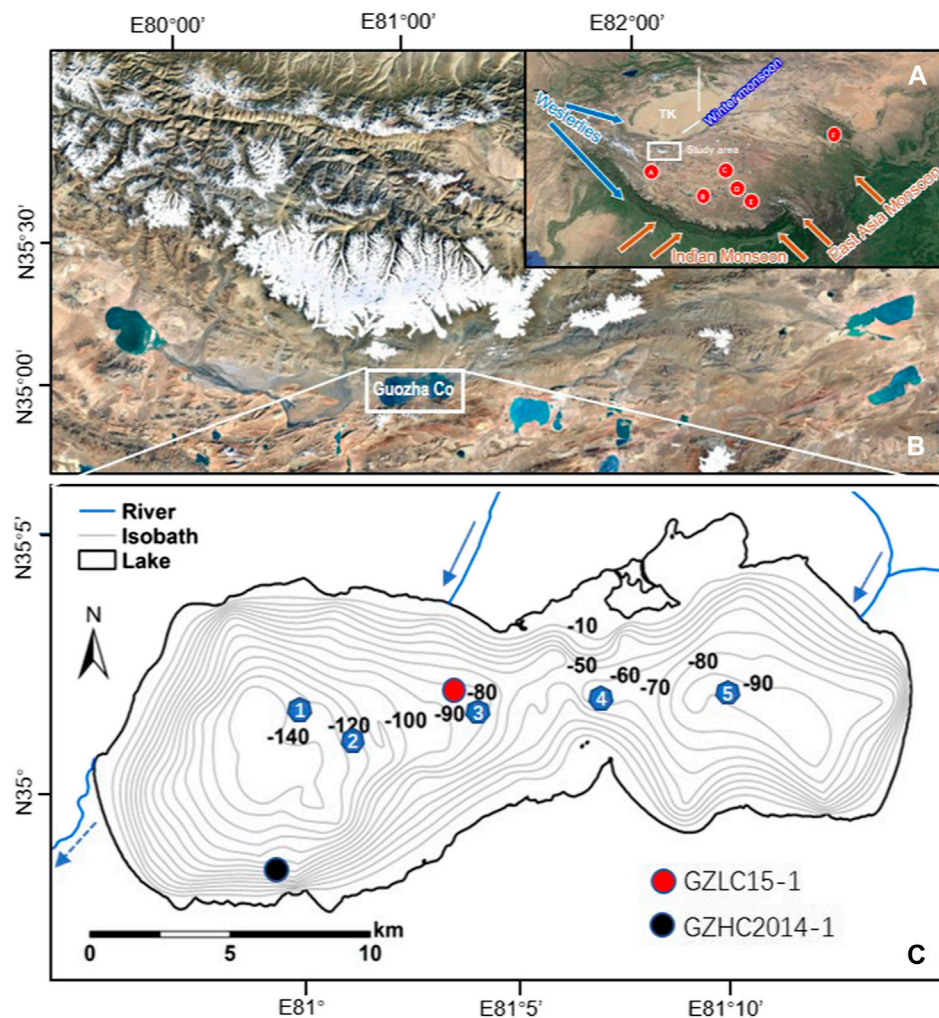 E80°00′ E81°00′ E82°00′
A
Westerlies
TK
Winter monsoon
Study area
F
A
C
B
D
E
East Asia Monsoon
Indian Monsoon
N35°30′
N35°00′
Guozha Co
B
River
Isobath
Lake
N35°5′
N
-10
-50
-60
-70
-80
-90
-80
-90
-100
-120
-140
1
2
3
4
5
N35°
GZLC15-1
GZHC2014-1
km
0 5 10
C
E81° E81°5′ E81°10′